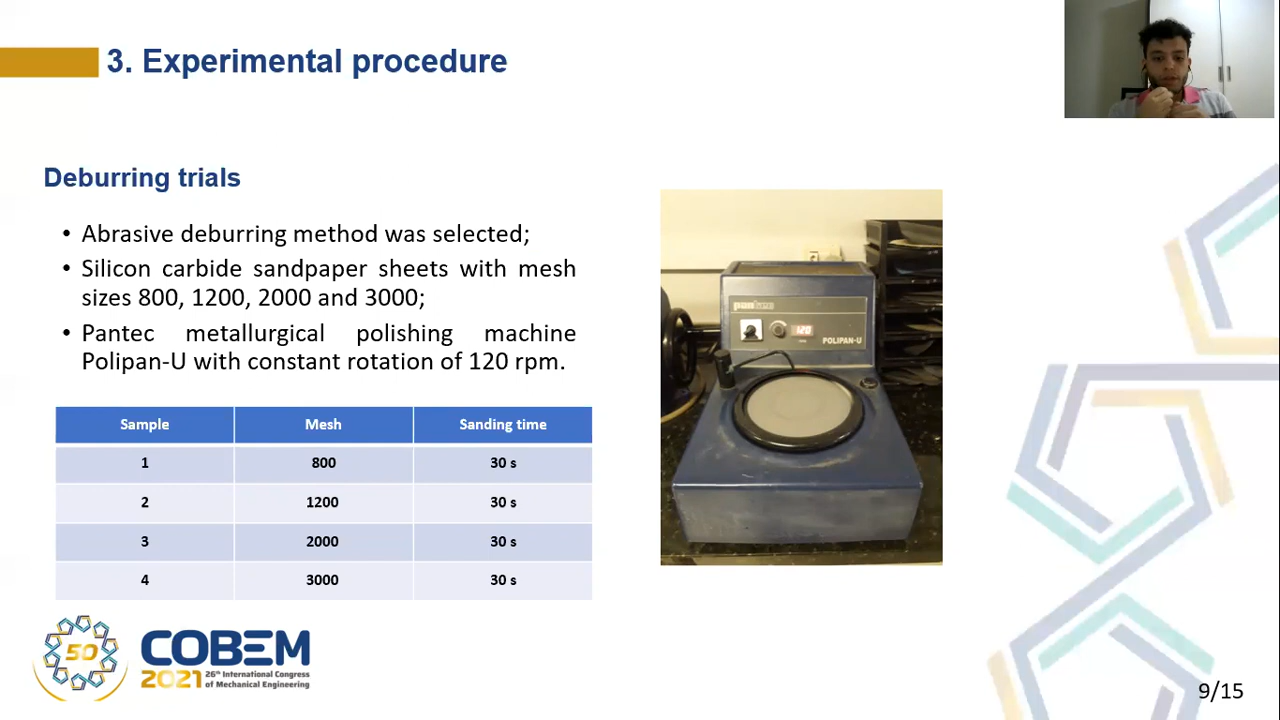 3. Experimental procedure
Deburring trials
• Abrasive deburring method was selected;
• Silicon carbide sandpaper sheets with mesh
sizes 800, 1200, 2000 and 3000;
• Pantec metallurgical polishing machine
Polipan-U with constant rotation of 120 rpm.
Sample Mesh Sanding time
1 800 30 s
2 1200 30 s
3 2000 30 s
4 3000 30 s
pantec
120
POLIPAN-U
50
COBEM
2021 26th International Congress
of Mechanical Engineering
9/15